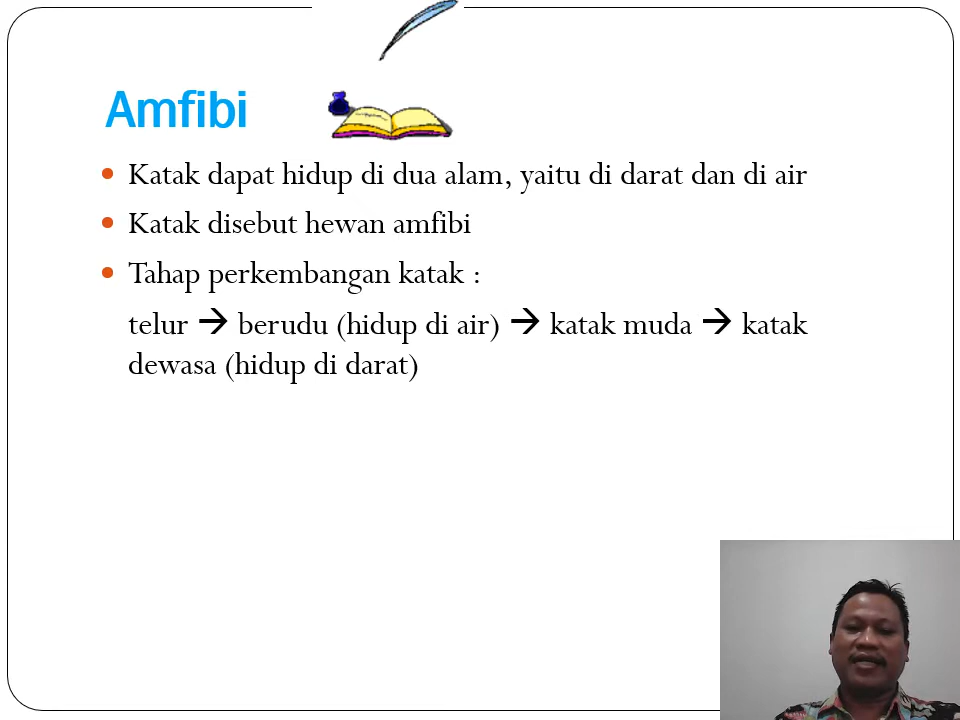 Amfibi
• Katak dapat hidup di dua alam, yaitu di darat dan di air
• Katak disebut hewan amfibi
• Tahap perkembangan katak :
telur → berudu (hidup di air) → katak muda → katak
dewasa (hidup di darat)